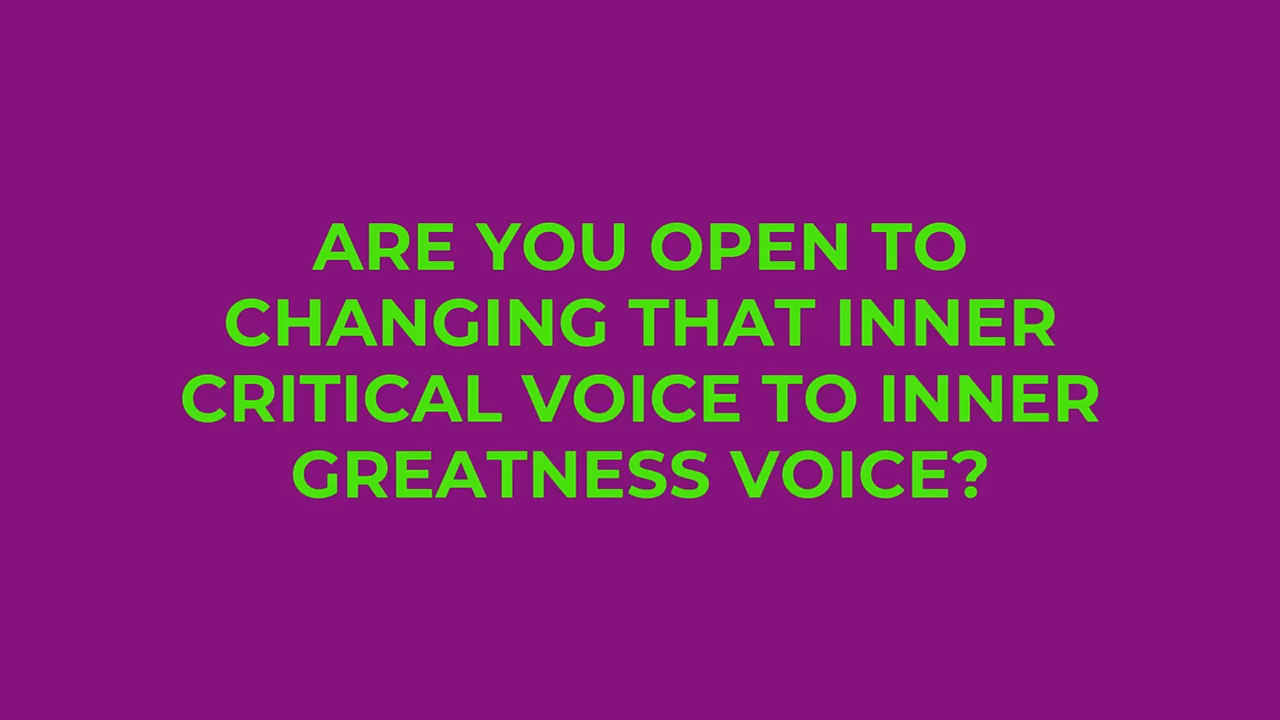 ARE YOU OPEN TO
CHANGING THAT INNER
CRITICAL VOICE TO INNER
GREATNESS VOICE?